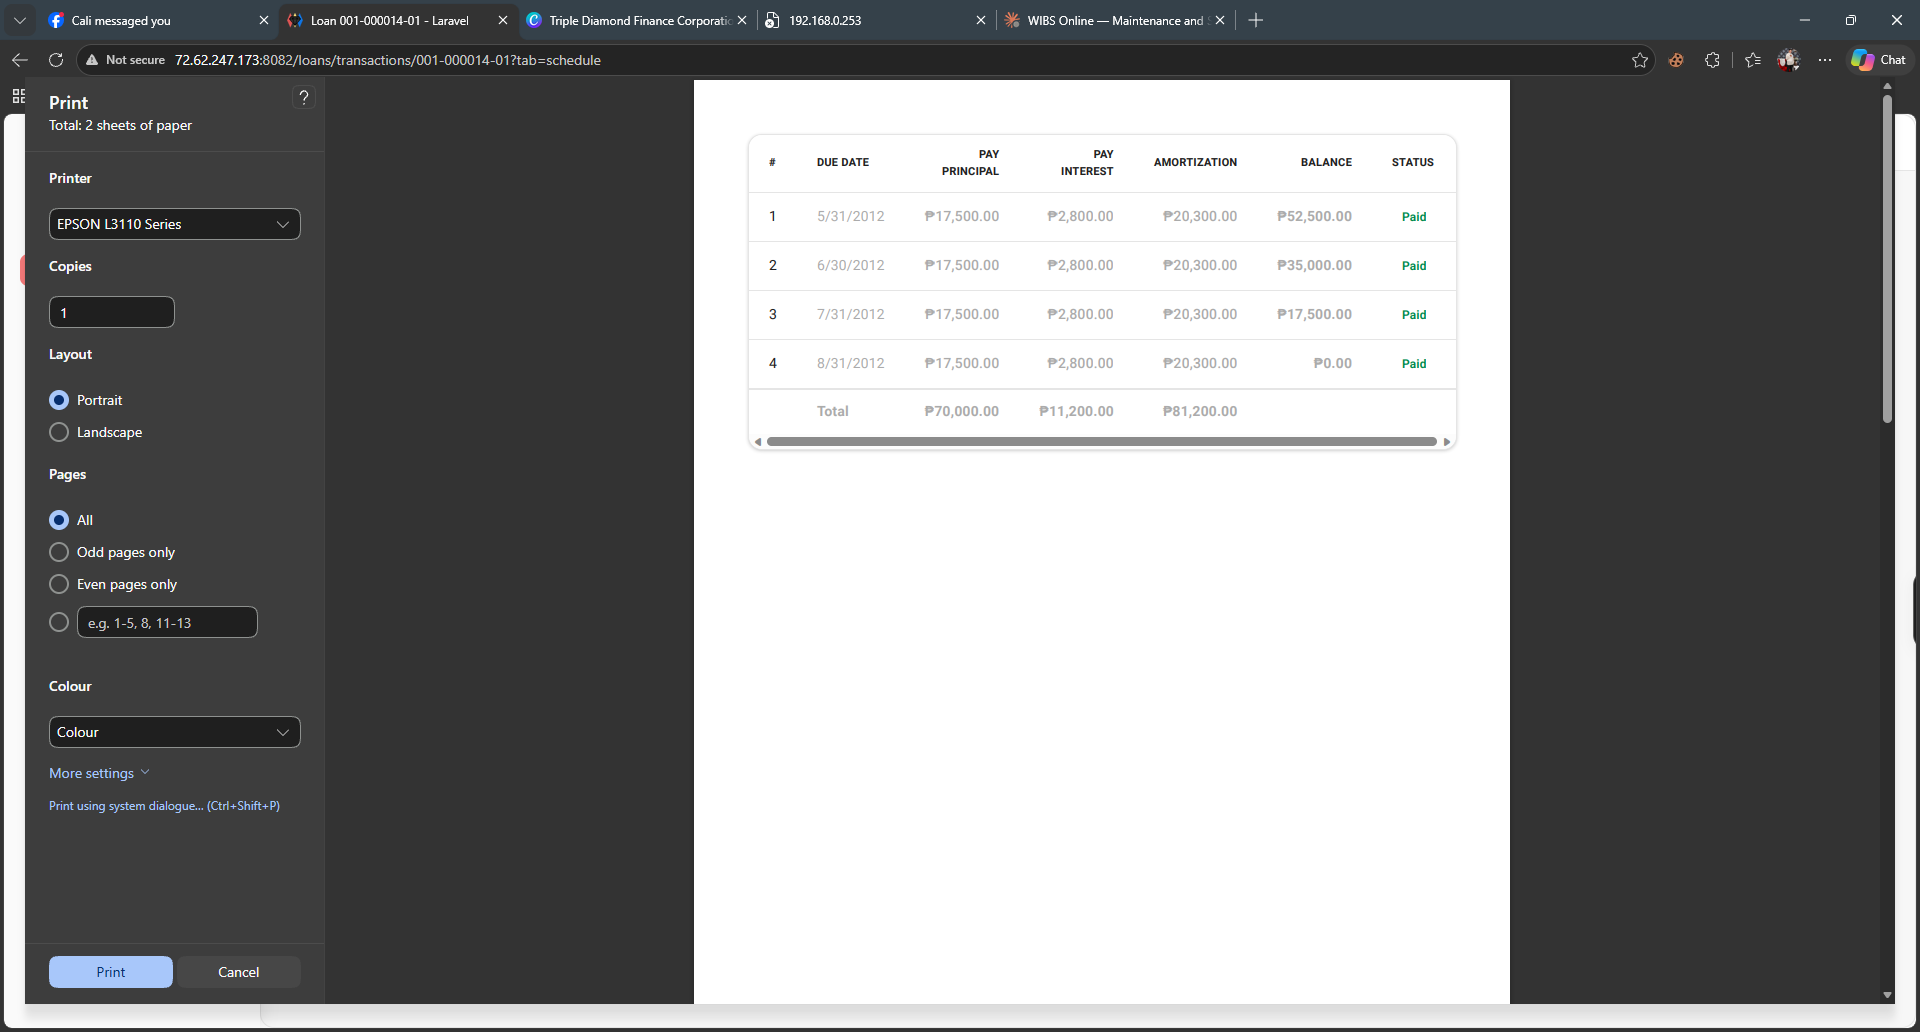 Cali messaged you
Loan 001-000014-01 - Laravel
Triple Diamond Finance Corporatio
192.168.0.253
WIBS Online — Maintenance and
Not secure 72.62.247.173:8082/loans/transactions/001-000014-01?tab=schedule
Chat
Print
?
Total: 2 sheets of paper
Printer
EPSON L3110 Series
Copies
1
Layout
Portrait
Landscape
Pages
All
Odd pages only
Even pages only
e.g. 1-5, 8, 11-13
Colour
Colour
More settings
Print using system dialogue... (Ctrl+Shift+P)
Print Cancel
# DUE DATE PAY PRINCIPAL PAY INTEREST AMORTIZATION BALANCE STATUS
1 5/31/2012 ₱17,500.00 ₱2,800.00 ₱20,300.00 ₱52,500.00 Paid
2 6/30/2012 ₱17,500.00 ₱2,800.00 ₱20,300.00 ₱35,000.00 Paid
3 7/31/2012 ₱17,500.00 ₱2,800.00 ₱20,300.00 ₱17,500.00 Paid
4 8/31/2012 ₱17,500.00 ₱2,800.00 ₱20,300.00 ₱0.00 Paid
Total ₱70,000.00 ₱11,200.00 ₱81,200.00